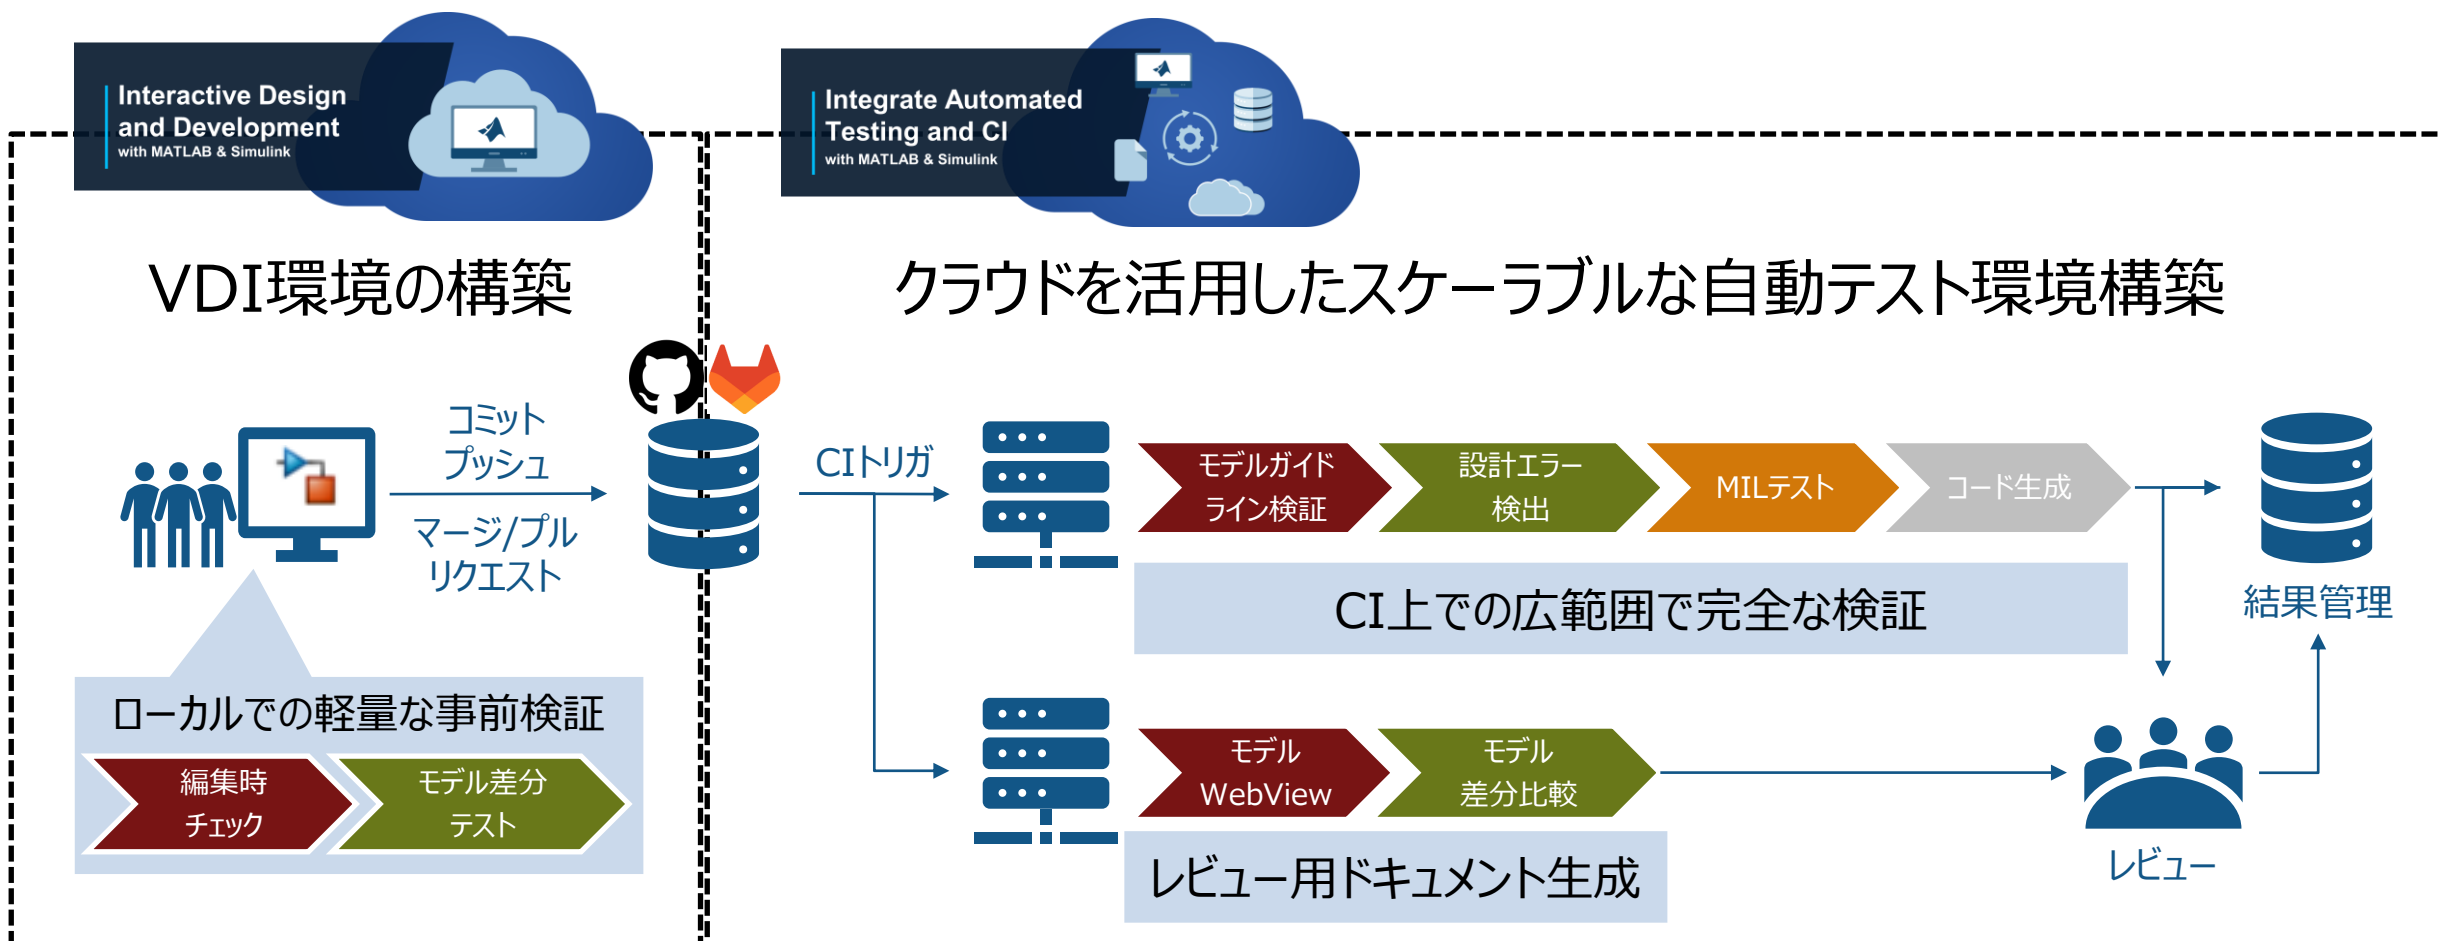 Interactive Design
and Development
with MATLAB & Simulink
Integrate Automated
Testing and CI
with MATLAB & Simulink
VDI環境の構築
クラウドを活用したスケーラブルな自動テスト環境構築
コミット
プッシュ
マージ/プル
リクエスト
ローカルでの軽量な事前検証
編集時
チェック
モデル差分
テスト
CIトリガ
モデルガイド
ライン検証
設計エラー
検出
MILテスト
コード生成
CI上での広範囲で完全な検証
結果管理
モデル
WebView
モデル
差分比較
レビュー用ドキュメント生成
レビュー